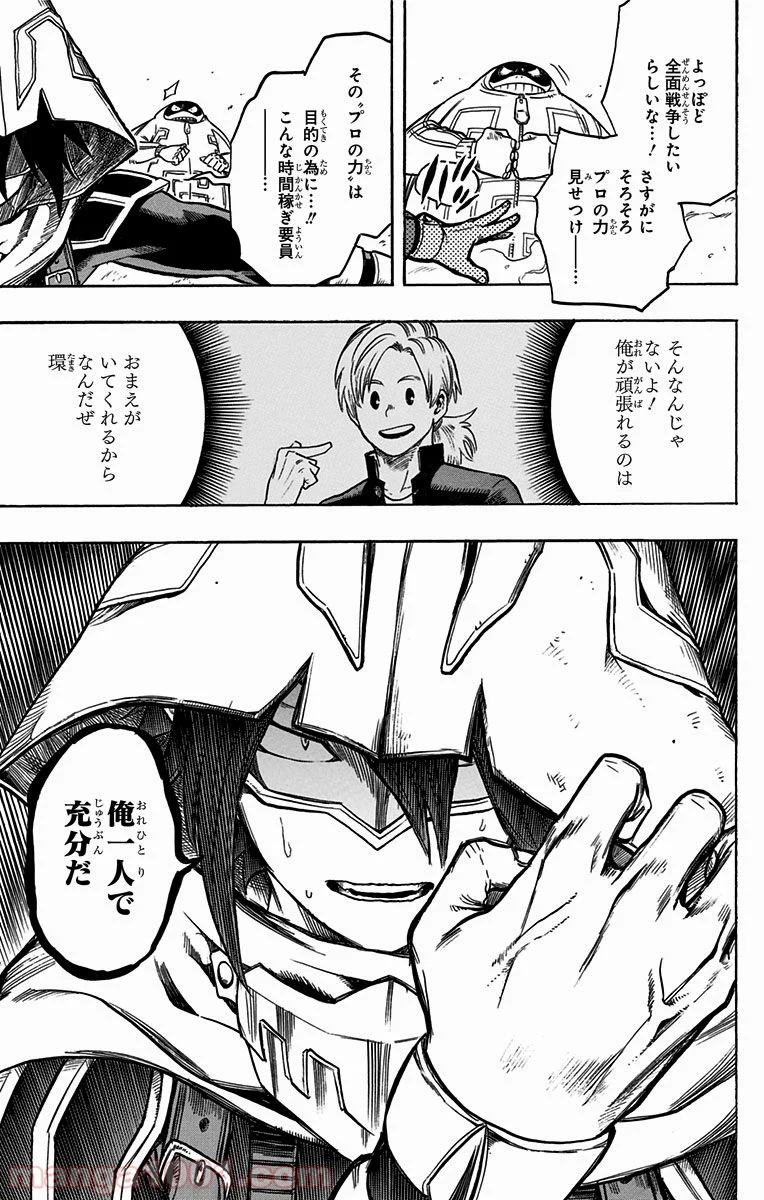 よっぽど
全面戦争したい
らしいな…!
さすがに
そろそろ
プロの力
見せつけ───
その〝プロの力〟は
目的の為に…!!
こんな時間稼ぎ要員
───
そんなんじゃ
ないよ!
俺が頑張れるのは
おまえが
いてくれるから
なんだぜ
環
俺一人で
充分だ